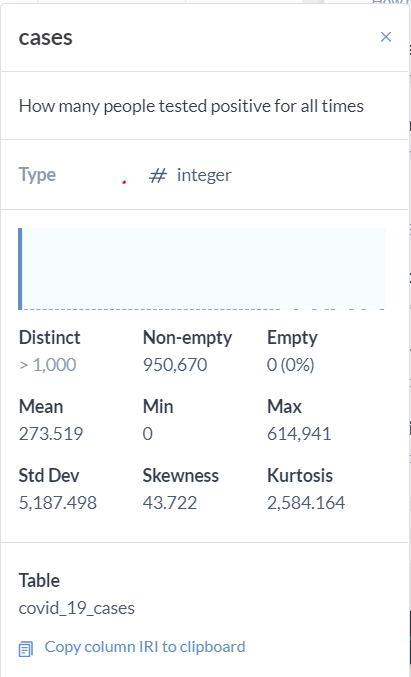 cases
How many people tested positive for all times
Type # integer
Distinct Non-empty Empty
> 1,000 950,670 0 (0%)
Mean Min Max
273.519 0 614,941
Std Dev Skewness Kurtosis
5,187.498 43.722 2,584.164
Table
covid_19_cases
Copy column IRI to clipboard